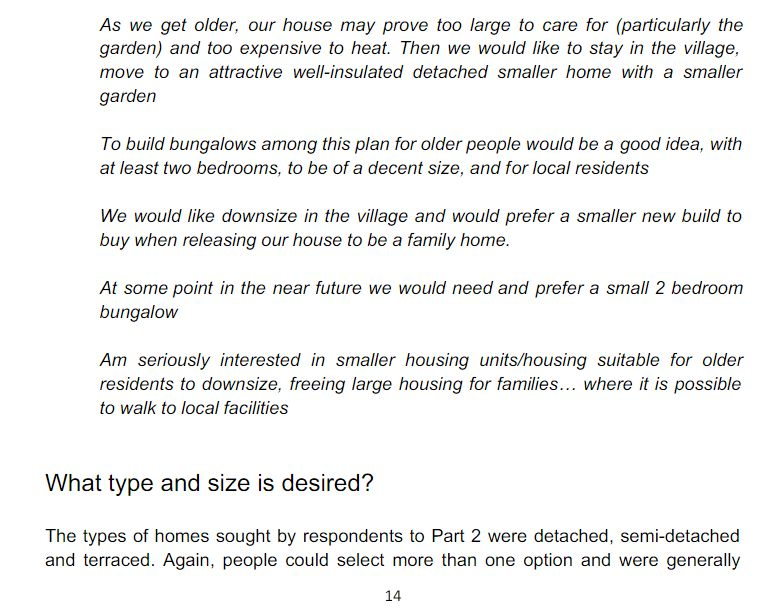 As we get older, our house may prove too large to care for (particularly the
garden) and too expensive to heat. Then we would like to stay in the village,
move to an attractive well-insulated detached smaller home with a smaller
garden
To build bungalows among this plan for older people would be a good idea, with
at least two bedrooms, to be of a decent size, and for local residents
We would like downsize in the village and would prefer a smaller new build to
buy when releasing our house to be a family home.
At some point in the near future we would need and prefer a small 2 bedroom
bungalow
Am seriously interested in smaller housing units/housing suitable for older
residents to downsize, freeing large housing for families… where it is possible
to walk to local facilities
What type and size is desired?
The types of homes sought by respondents to Part 2 were detached, semi-detached
and terraced. Again, people could select more than one option and were generally
14